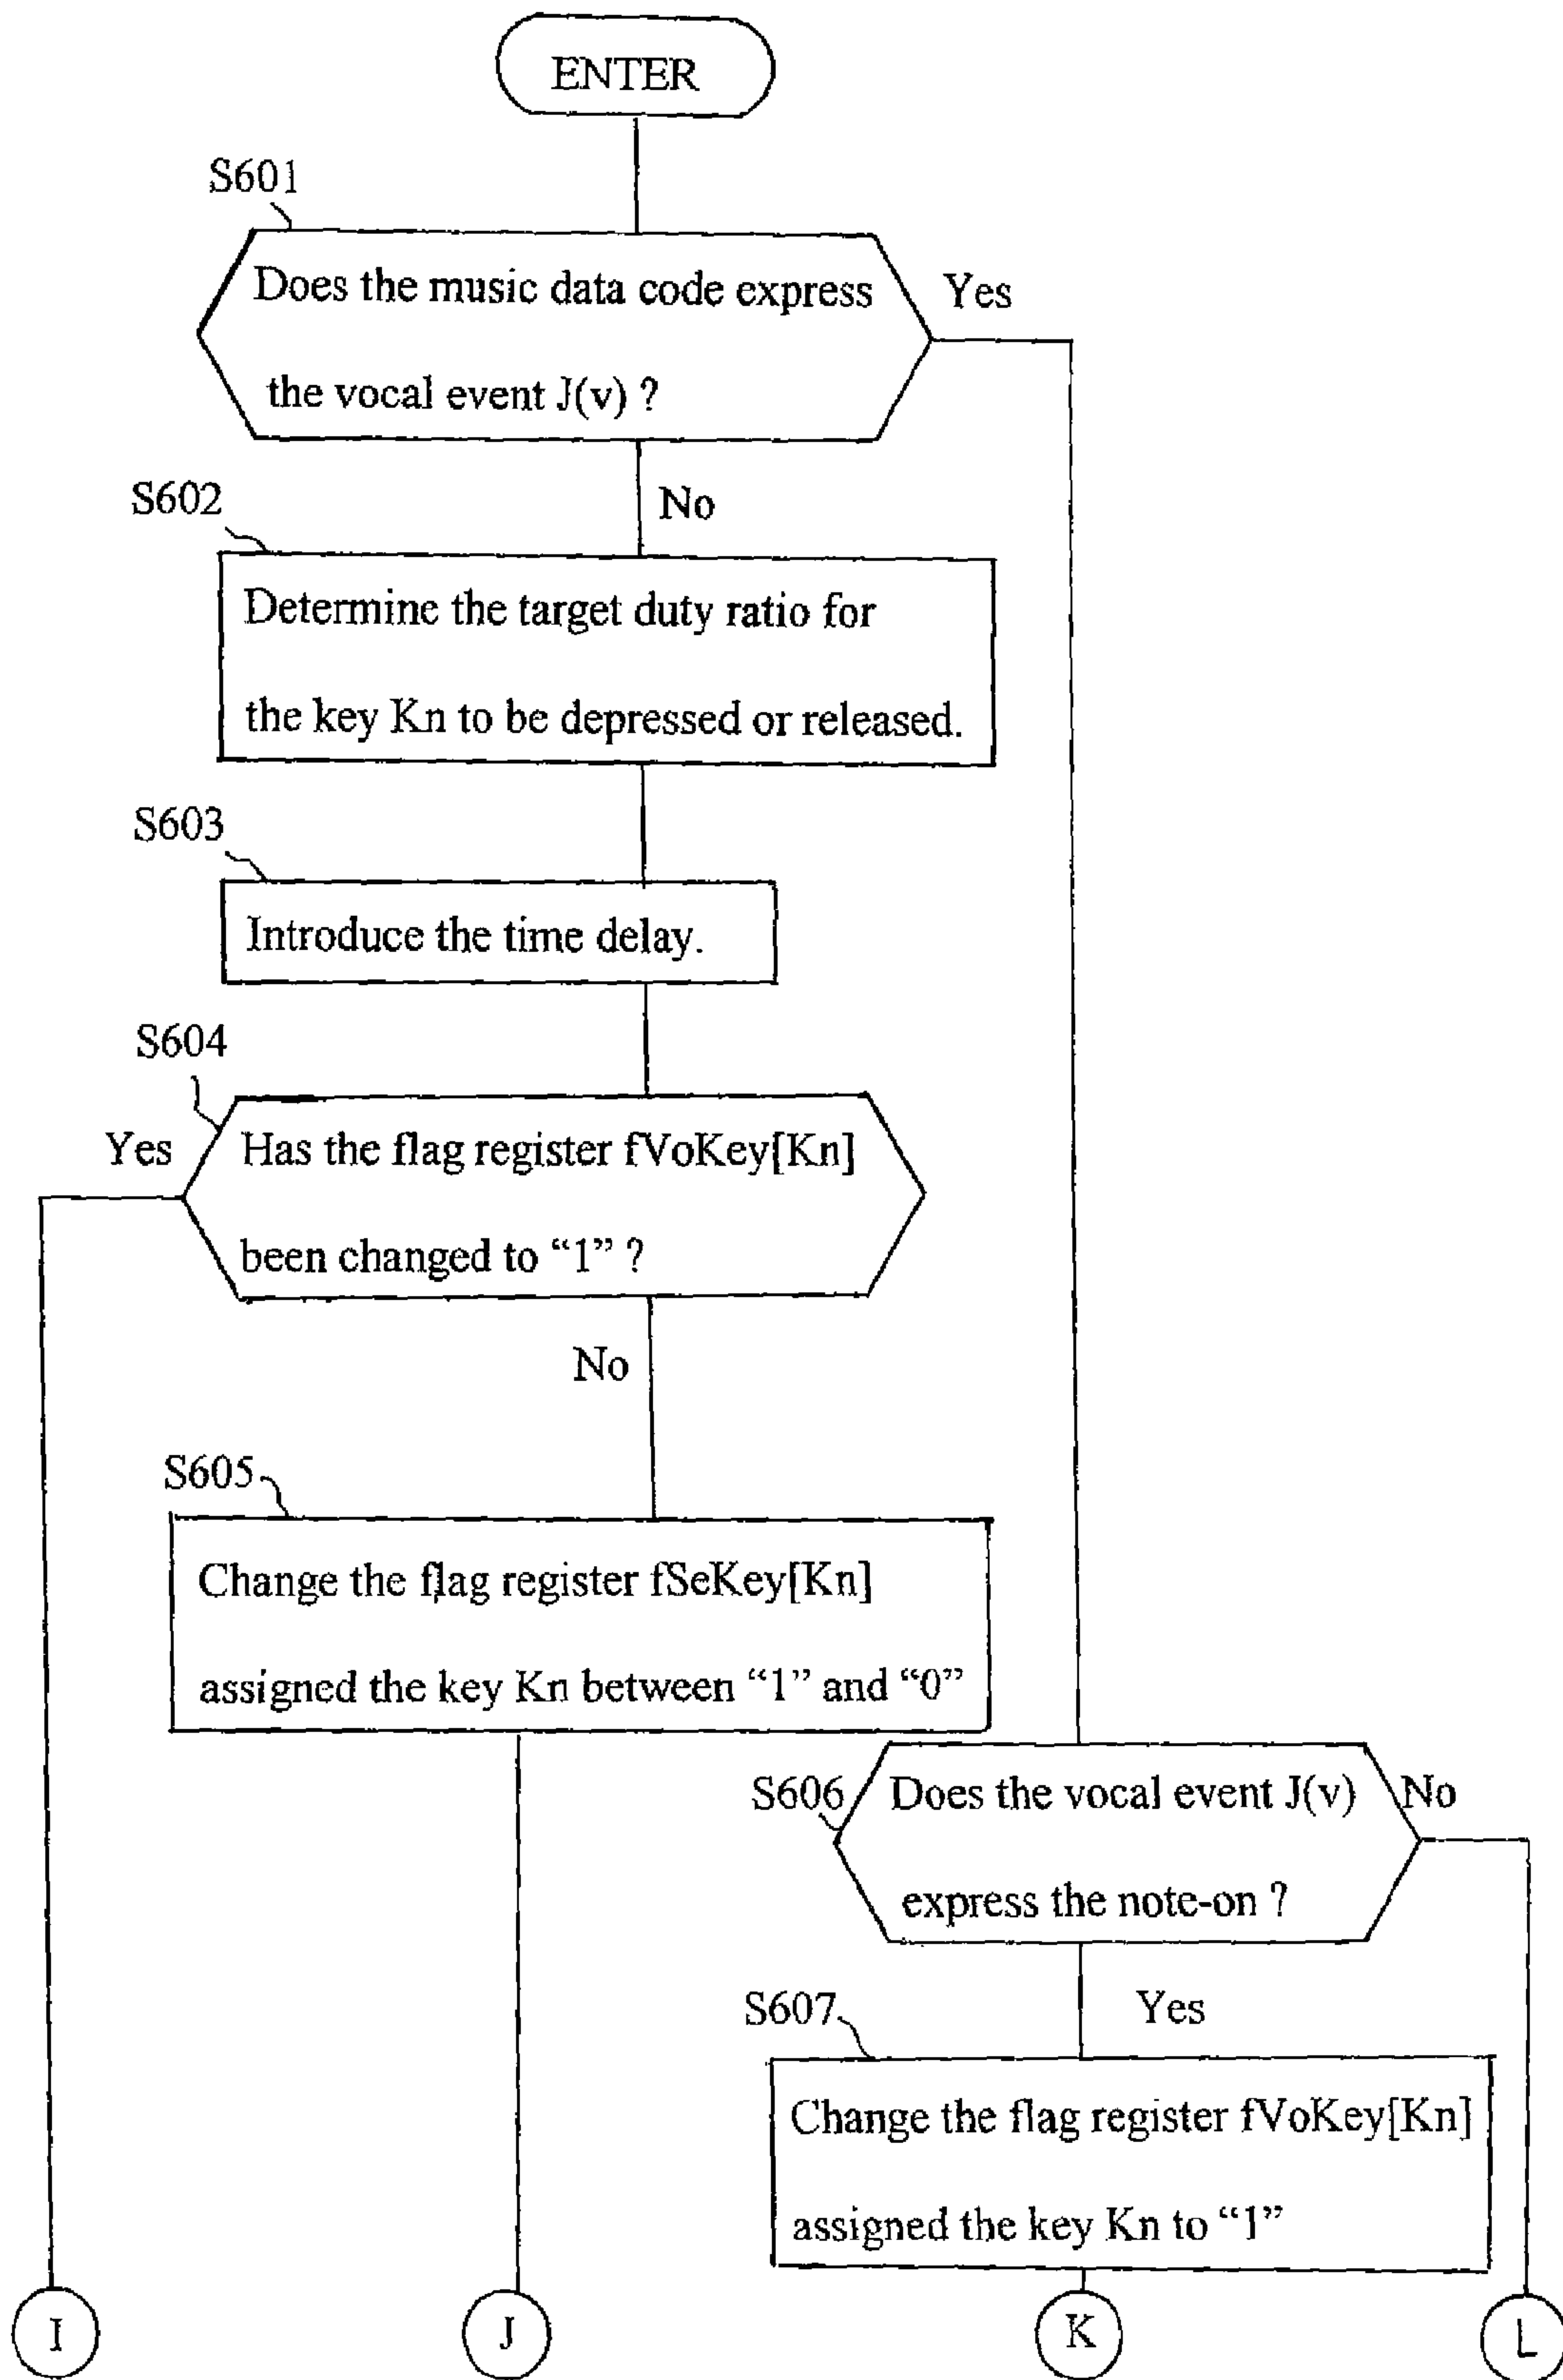 ENTER
S601
Does the music data code express
the vocal event J(v) ?
Yes
No
S602
Determine the target duty ratio for
the key Kn to be depressed or released.
S603
Introduce the time delay.
S604
Yes
Has the flag register fVoKey[Kn]
been changed to “1” ?
No
S605
Change the flag register fSeKey[Kn]
assigned the key Kn between “1” and “0”
S606
Does the vocal event J(v)
express the note-on ?
No
Yes
S607
Change the flag register fVoKey[Kn]
assigned the key Kn to “1”
I
J
K
L